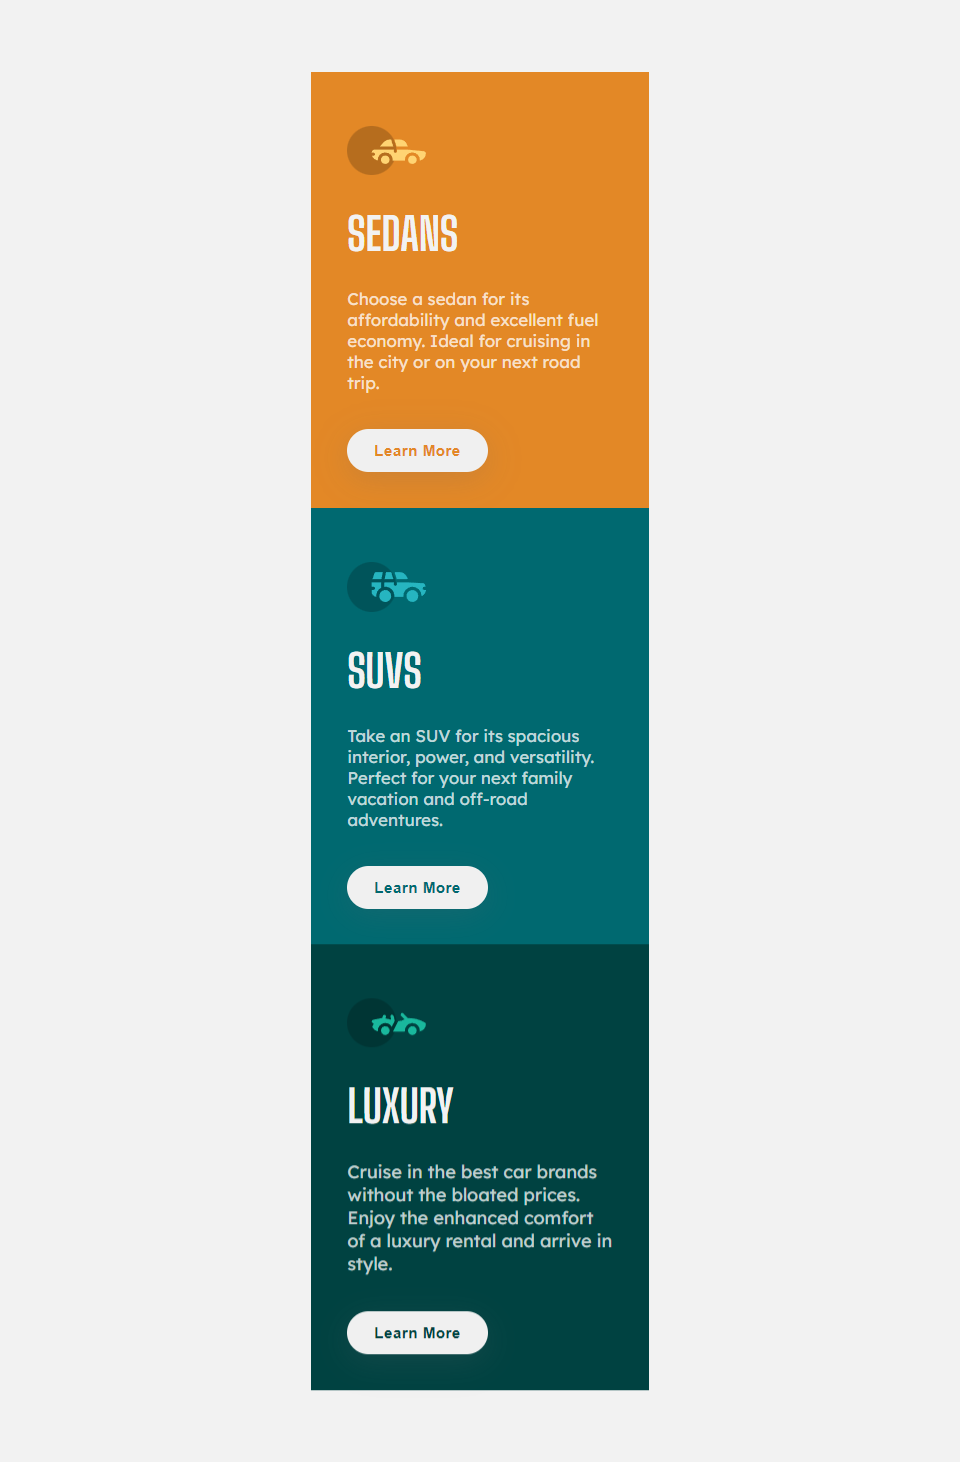 SEDANS
Choose a sedan for its
affordability and excellent fuel
economy. Ideal for cruising in
the city or on your next road
trip.
Learn More
SUVS
Take an SUV for its spacious
interior, power, and versatility.
Perfect for your next family
vacation and off-road
adventures.
Learn More
LUXURY
Cruise in the best car brands
without the bloated prices.
Enjoy the enhanced comfort
of a luxury rental and arrive in
style.
Learn More